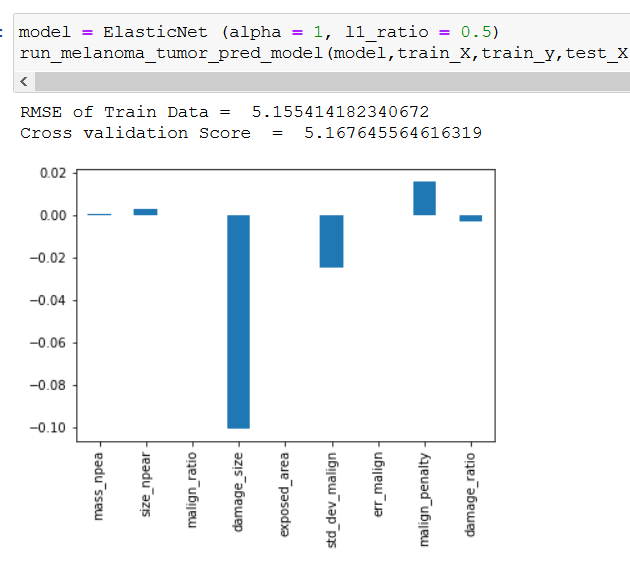 : model = ElasticNet (alpha = 1, l1_ratio = 0.5)
run_melanoma_tumor_pred_model(model,train_X,train_y,test_X
<
RMSE of Train Data =  5.155414182340672
Cross validation Score  =  5.167645564616319
0.02
0.00
−0.02
−0.04
−0.06
−0.08
−0.10
mass_npea
size_npear
malign_ratio
damage_size
exposed_area
std_dev_malign
err_malign
malign_penalty
damage_ratio